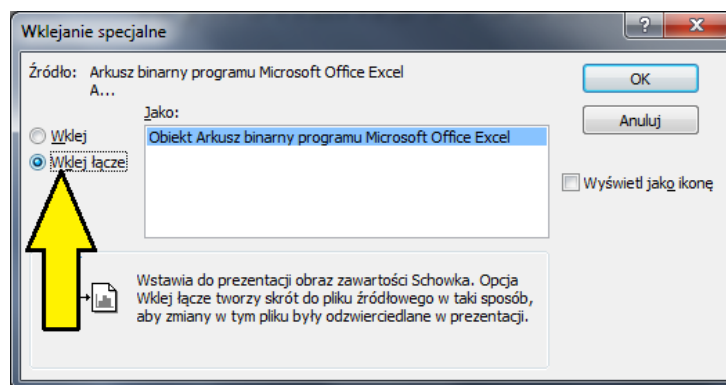 Wklejanie specjalne
Źródło: Arkusz binarny programu Microsoft Office Excel
A...
Jako:
Wklej
Wklej łącze
Obiekt Arkusz binarny programu Microsoft Office Excel
OK
Anuluj
Wyświetl jako ikonę
Wstawia do prezentacji obraz zawartości Schowka. Opcja
Wklej łącze tworzy skrót do pliku źródłowego w taki sposób,
aby zmiany w tym pliku były odzwierciedlane w prezentacji.